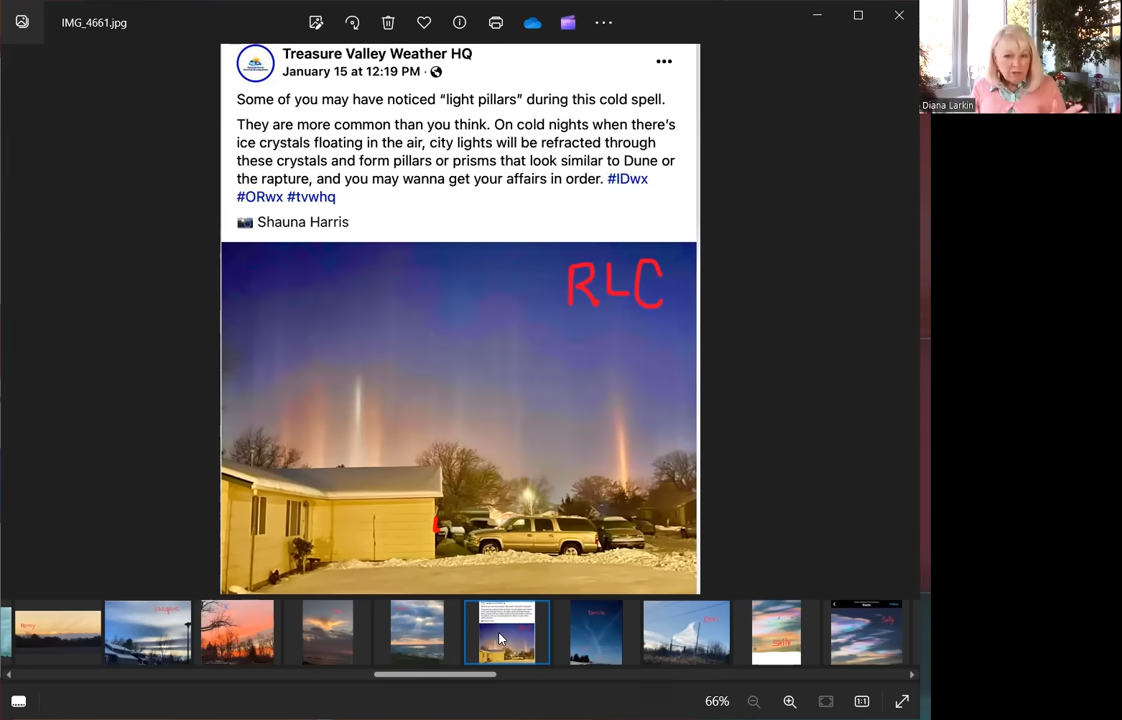 IMG_4661.jpg
Diana Larkin
Treasure Valley Weather HQ
January 15 at 12:19 PM ·
Some of you may have noticed “light pillars” during this cold spell.
They are more common than you think. On cold nights when there’s
ice crystals floating in the air, city lights will be refracted through
these crystals and form pillars or prisms that look similar to Dune or
the rapture, and you may wanna get your affairs in order. #IDwx
#ORwx #tvwhq
Shauna Harris
RLC
Sally
66%
1:1